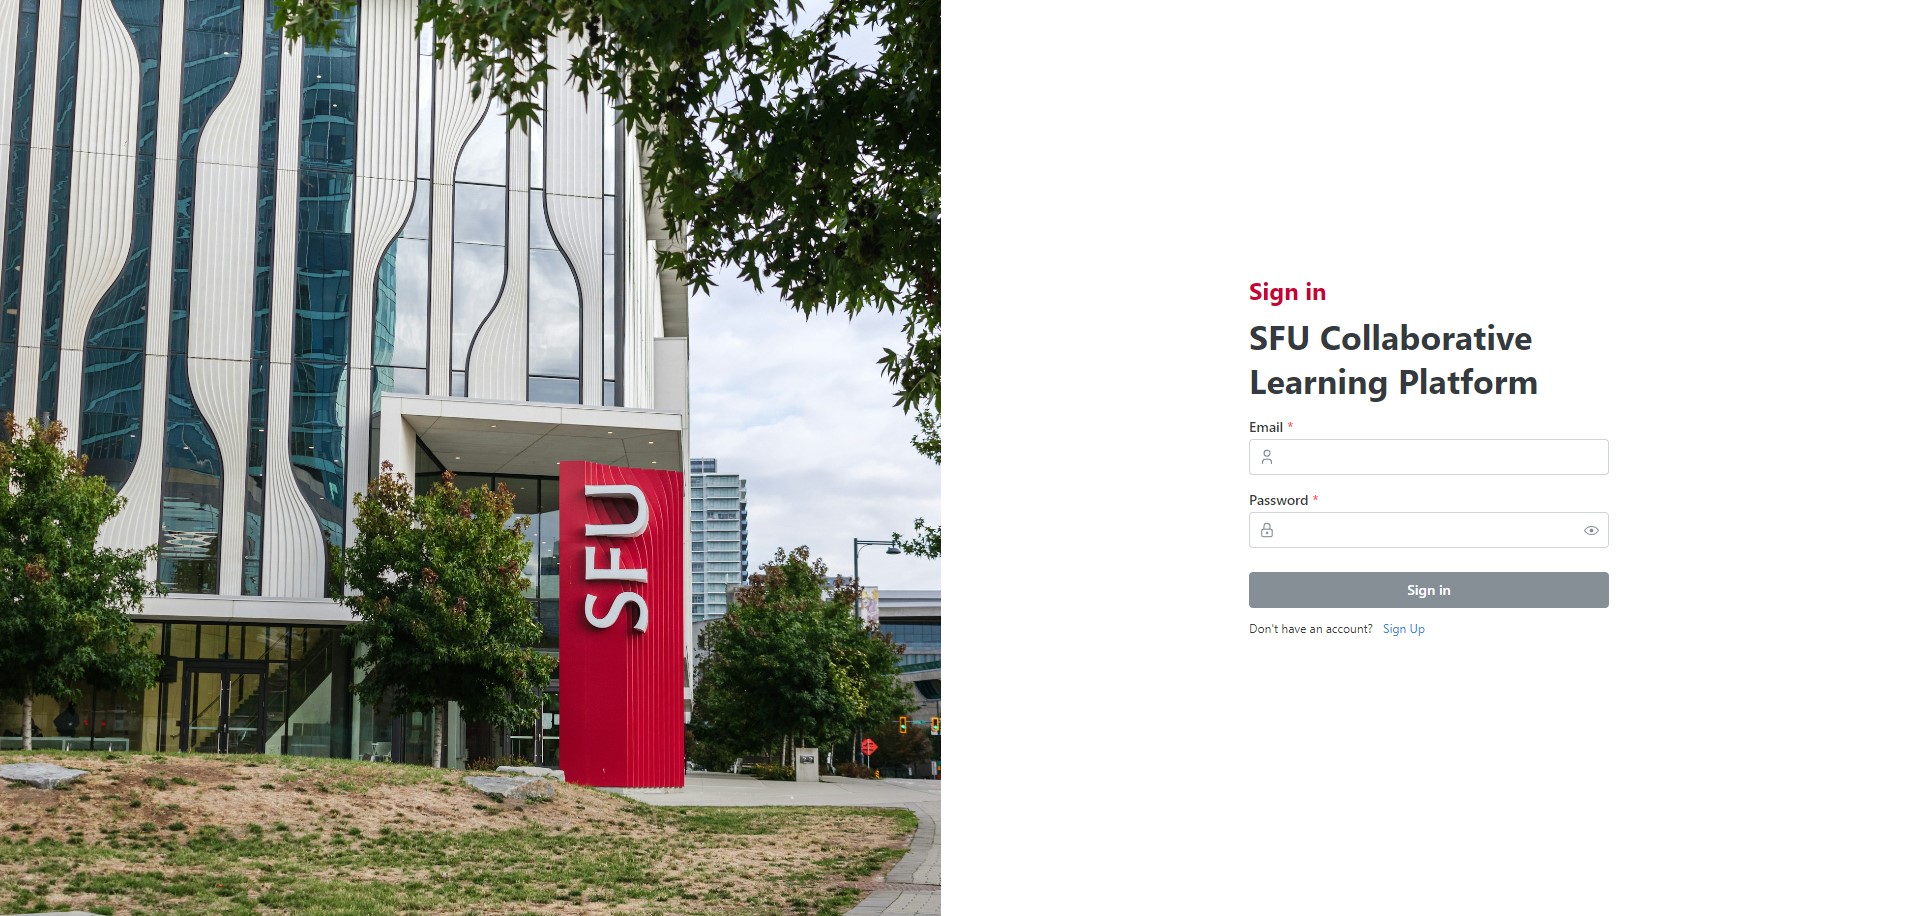 SFU
Sign in
SFU Collaborative
Learning Platform
Email *
Password *
Sign in
Don't have an account? Sign Up